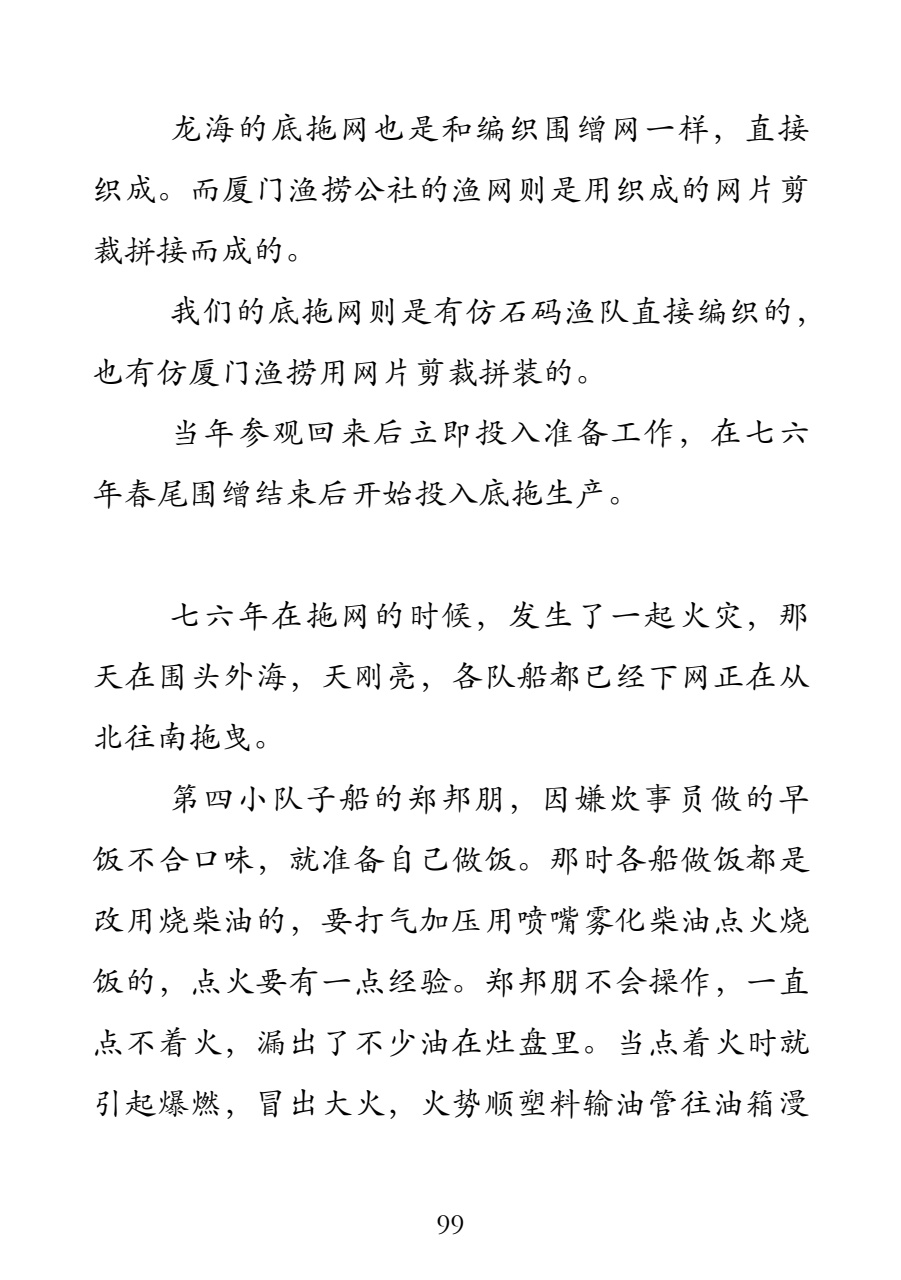 龙海的底拖网也是和编织围缯网一样，直接
织成。而厦门渔捞公社的渔网则是用织成的网片剪
裁拼接而成的。
我们的底拖网则是有仿石码渔队直接编织的，
也有仿厦门渔捞用网片剪裁拼装的。
当年参观回来后立即投入准备工作，在七六
年春尾围缯结束后开始投入底拖生产。
七六年在拖网的时候，发生了一起火灾，那
天在围头外海，天刚亮，各队船都已经下网正在从
北往南拖曳。
第四小队子船的郑邦朋，因嫌炊事员做的早
饭不合口味，就准备自己做饭。那时各船做饭都是
改用烧柴油的，要打气加压用喷嘴雾化柴油点火烧
饭的，点火要有一点经验。郑邦朋不会操作，一直
点不着火，漏出了不少油在灶盘里。当点着火时就
引起爆燃，冒出大火，火势顺塑料输油管往油箱漫
99